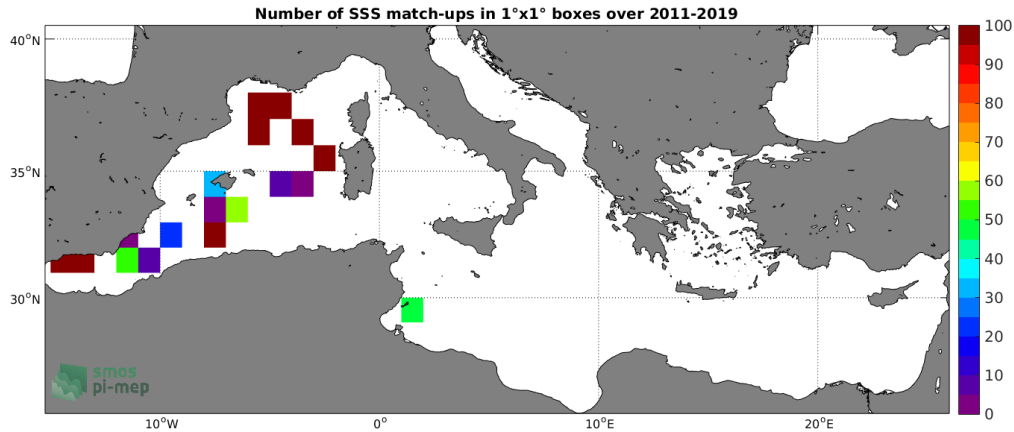 Number of SSS match-ups in 1°x1° boxes over 2011-2019
40°N
35°N
30°N
10°W
0°
10°E
20°E
100
90
80
70
60
50
40
30
20
10
0
smos
pi-mep